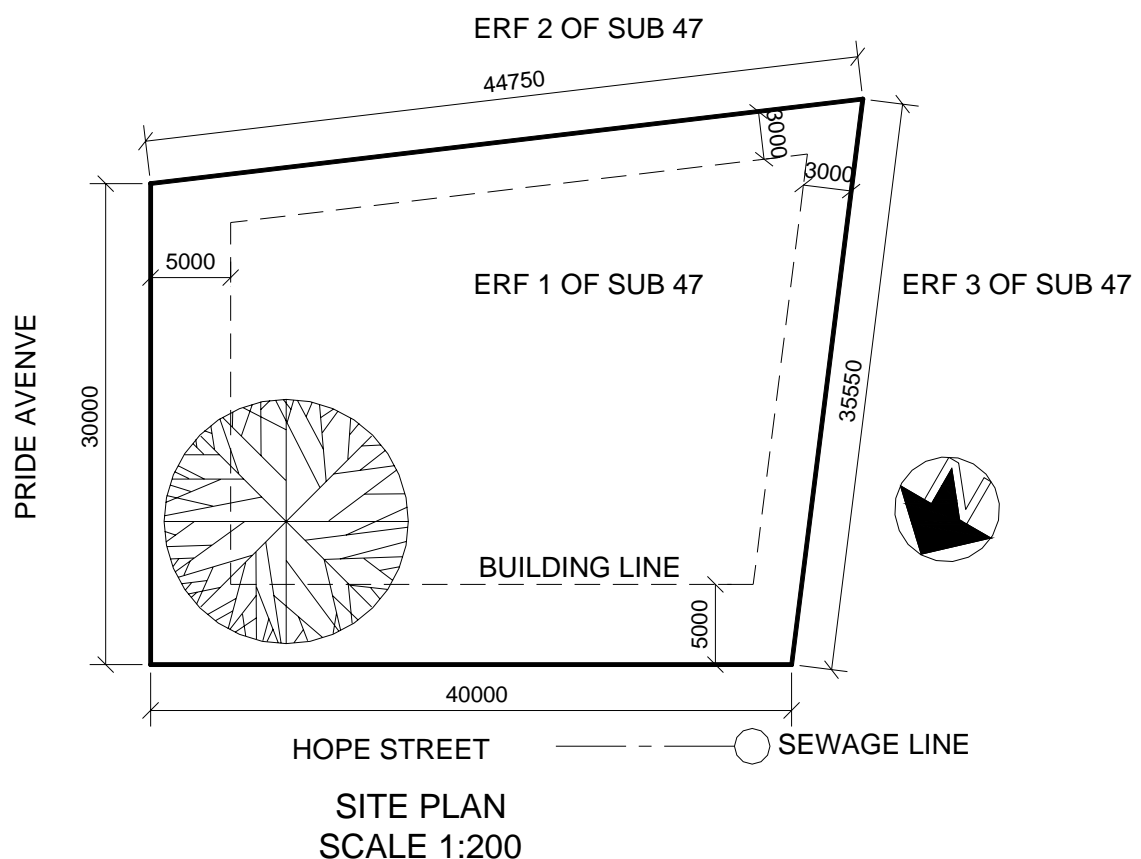 ERF 2 OF SUB 47
44750
3000
3000
5000
ERF 1 OF SUB 47
ERF 3 OF SUB 47
PRIDE AVENVE
30000
35550
BUILDING LINE
5000
40000
HOPE STREET
SEWAGE LINE
SITE PLAN
SCALE 1:200